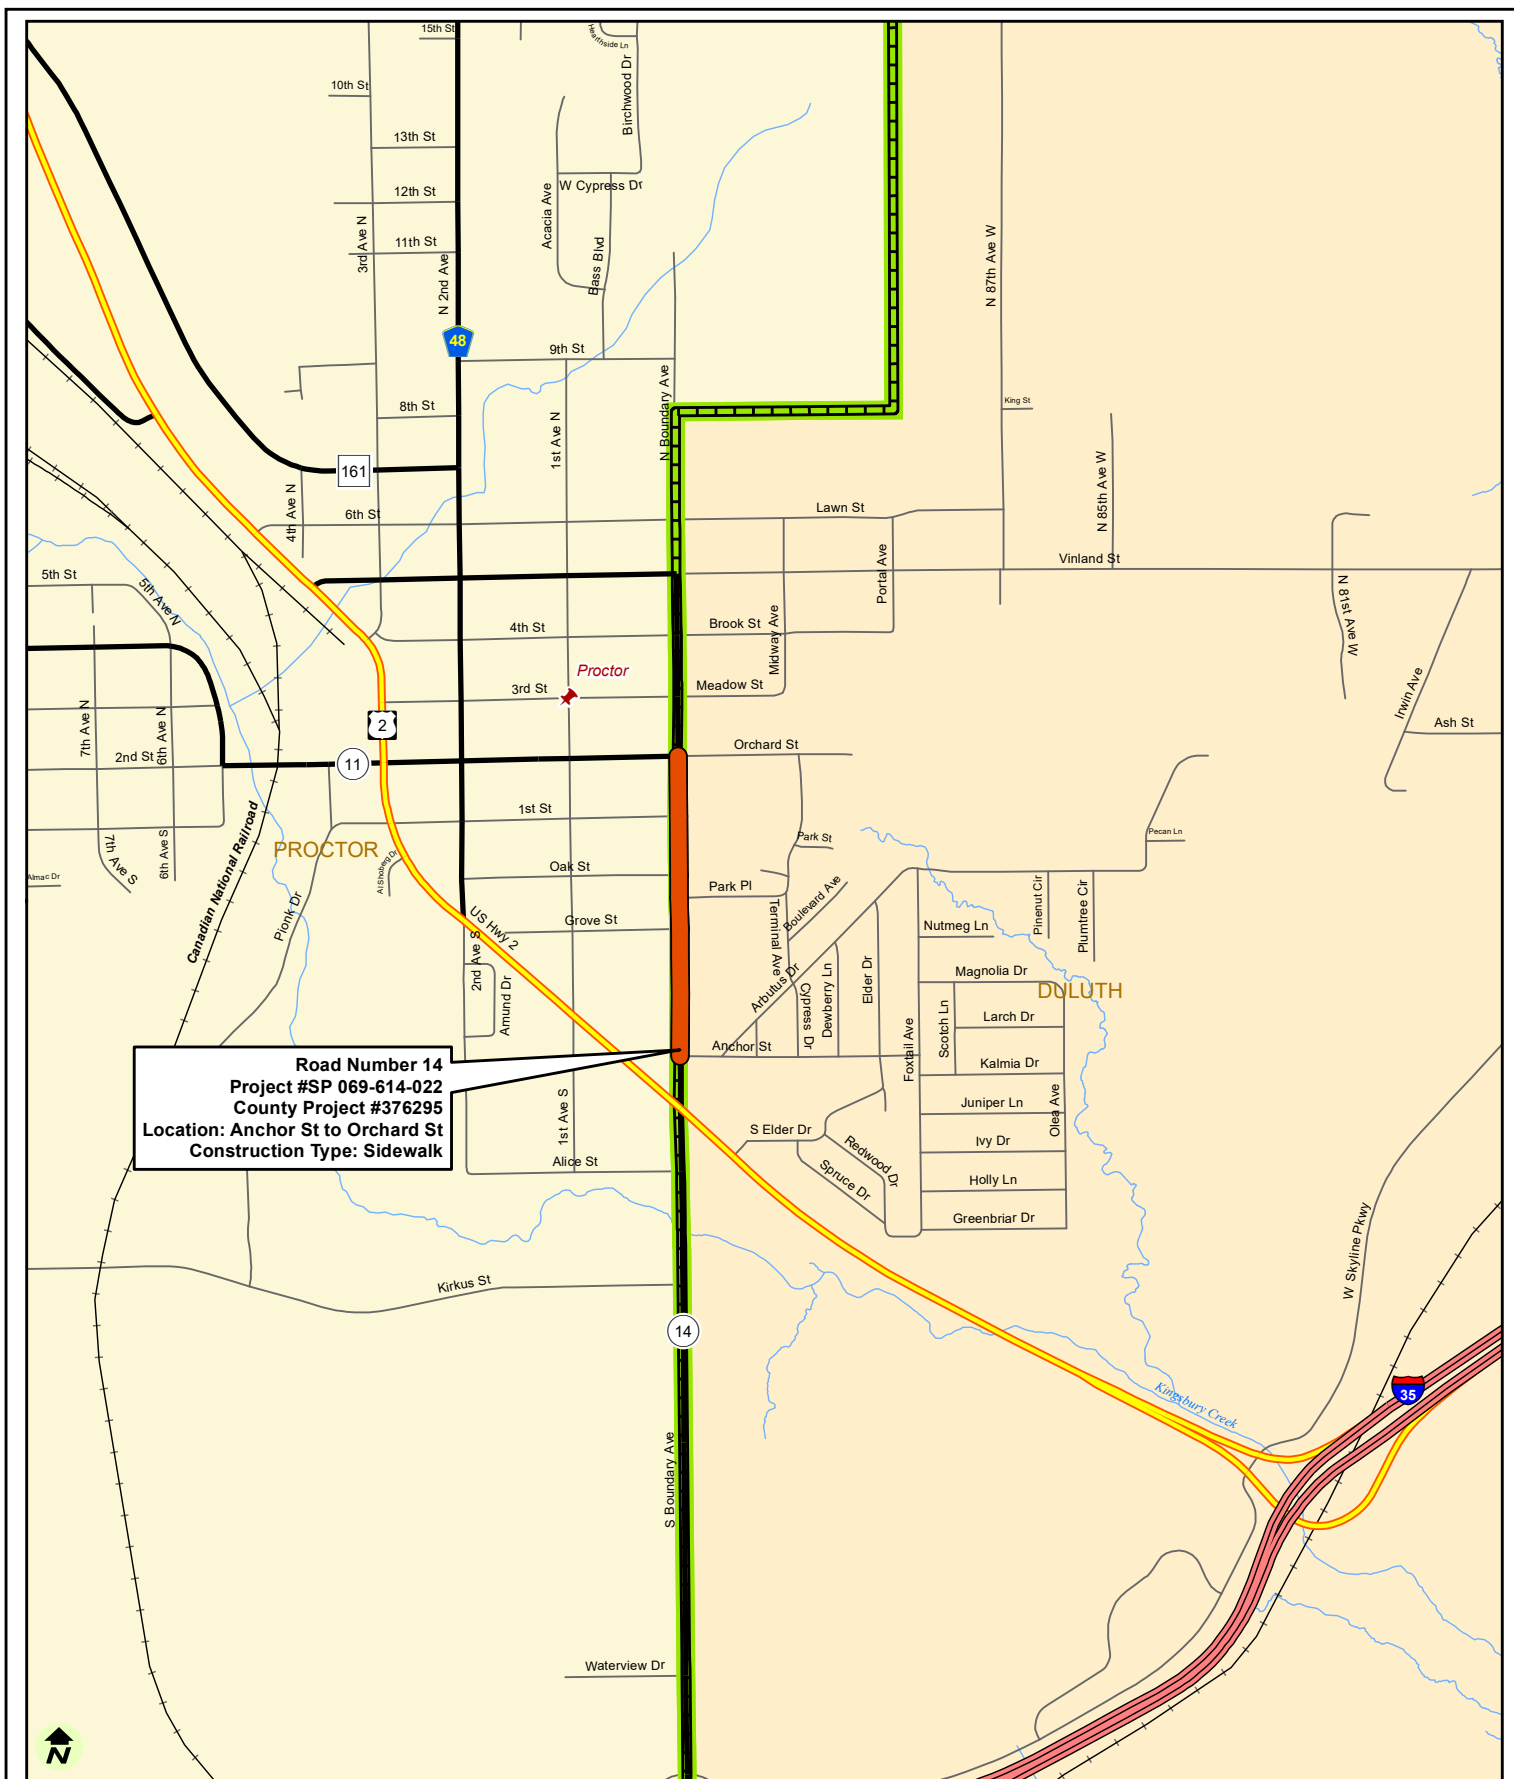 15th St
Hearthside Ln
10th St
Birchwood Dr
13th St
12th St
W Cypress Dr
Acacia Ave
3rd Ave N
11th St
N 2nd Ave
Bass Blvd
N 87th Ave W
48
9th St
N Boundary Ave
8th St
1st Ave N
King St
161
4th Ave N
6th St
Lawn St
N 85th Ave W
Vinland St
5th St
5th Ave N
Portal Ave
N 81st Ave W
4th St
Brook St
Midway Ave
Proctor
3rd St
Meadow St
Irwin Ave
Ash St
7th Ave N
6th Ave N
2
2nd St
11
Orchard St
1st St
Canadian National Railroad
PROCTOR
7th Ave S
6th Ave S
Almac Dr
Al Shoberg Dr
Park St
Pecan Ln
Oak St
Park Pl
Pionk Dr
US Hwy 2
Grove St
Terminal Ave
Boulevard Ave
Nutmeg Ln
Pinenut Cir
Plumtree Cir
2nd Ave S
Amund Dr
Arbutus Dr
Cypress Dr
Dewberry Ln
Elder Dr
Magnolia Dr
DULUTH
Scotch Ln
Larch Dr
Foxtail Ave
Anchor St
Kalmia Dr
Road Number 14
Project #SP 069-614-022
County Project #376295
Location: Anchor St to Orchard St
Construction Type: Sidewalk
1st Ave S
Juniper Ln
Olea Ave
S Elder Dr
Redwood Dr
Ivy Dr
Alice St
Spruce Dr
Holly Ln
Greenbriar Dr
W Skyline Pkwy
Kirkus St
14
35
Kingsbury Creek
S Boundary Ave
Waterview Dr
N